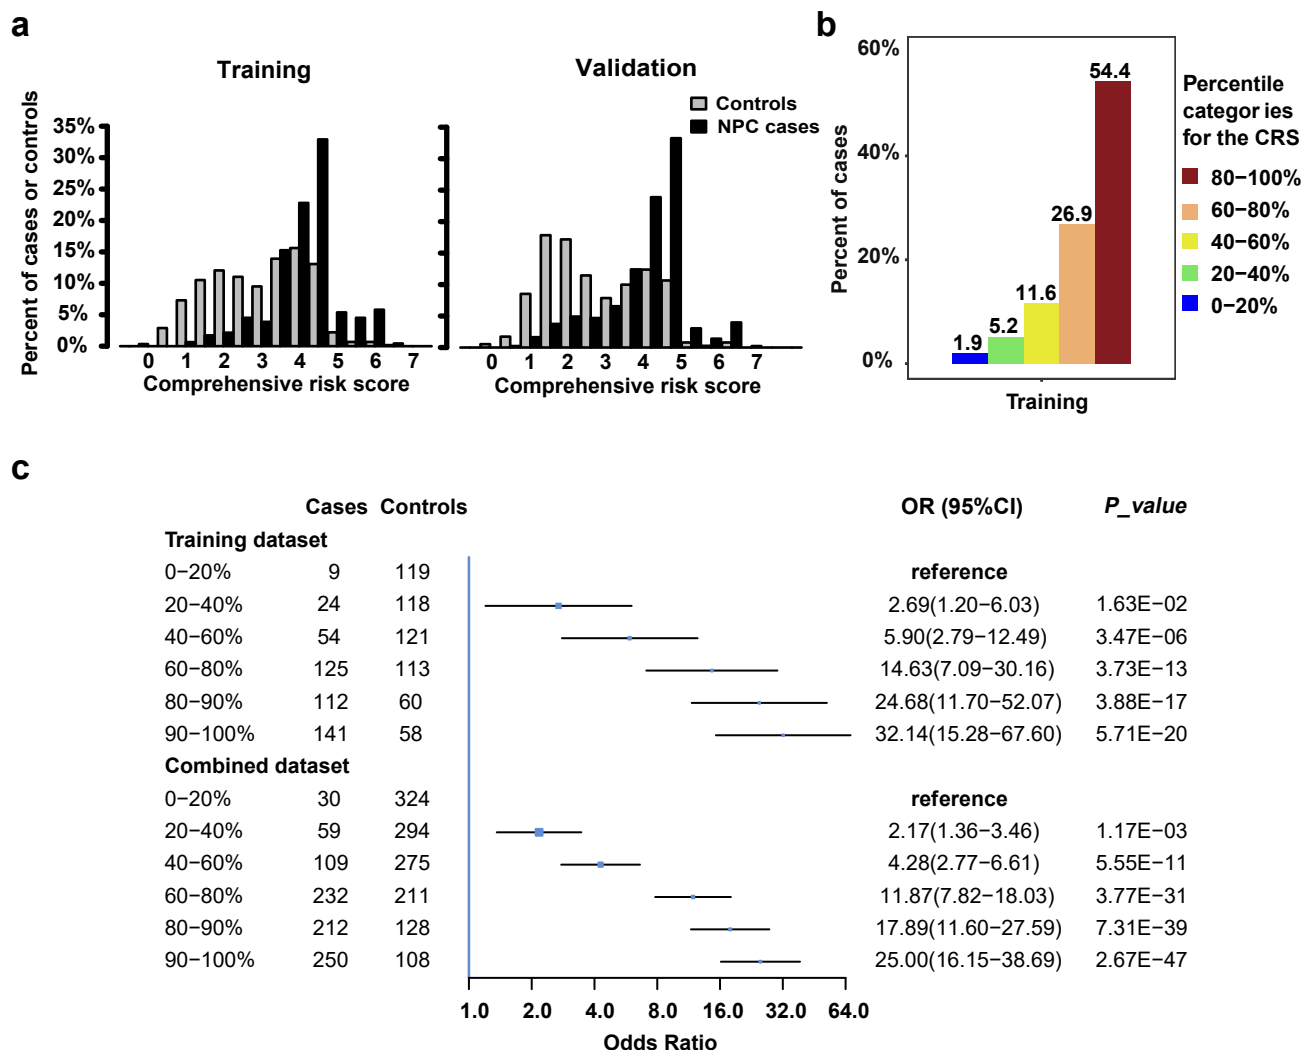 a
Training
Validation
Controls
NPC cases
Percent of cases or controls
35%
30%
25%
20%
15%
10%
5%
0%
0 1 2 3 4 5 6 7
Comprehensive risk score
0 1 2 3 4 5 6 7
Comprehensive risk score
b
Percent of cases
60%
40%
20%
0%
1.9
5.2
11.6
26.9
54.4
Training
Percentile
categor ies
for the CRS
80−100%
60−80%
40−60%
20−40%
0−20%
c
Cases Controls OR (95%CI) P_value
Training dataset
0−20% 9 119 reference
20−40% 24 118 2.69(1.20−6.03) 1.63E−02
40−60% 54 121 5.90(2.79−12.49) 3.47E−06
60−80% 125 113 14.63(7.09−30.16) 3.73E−13
80−90% 112 60 24.68(11.70−52.07) 3.88E−17
90−100% 141 58 32.14(15.28−67.60) 5.71E−20
Combined dataset
0−20% 30 324 reference
20−40% 59 294 2.17(1.36−3.46) 1.17E−03
40−60% 109 275 4.28(2.77−6.61) 5.55E−11
60−80% 232 211 11.87(7.82−18.03) 3.77E−31
80−90% 212 128 17.89(11.60−27.59) 7.31E−39
90−100% 250 108 25.00(16.15−38.69) 2.67E−47
1.0 2.0 4.0 8.0 16.0 32.0 64.0
Odds Ratio